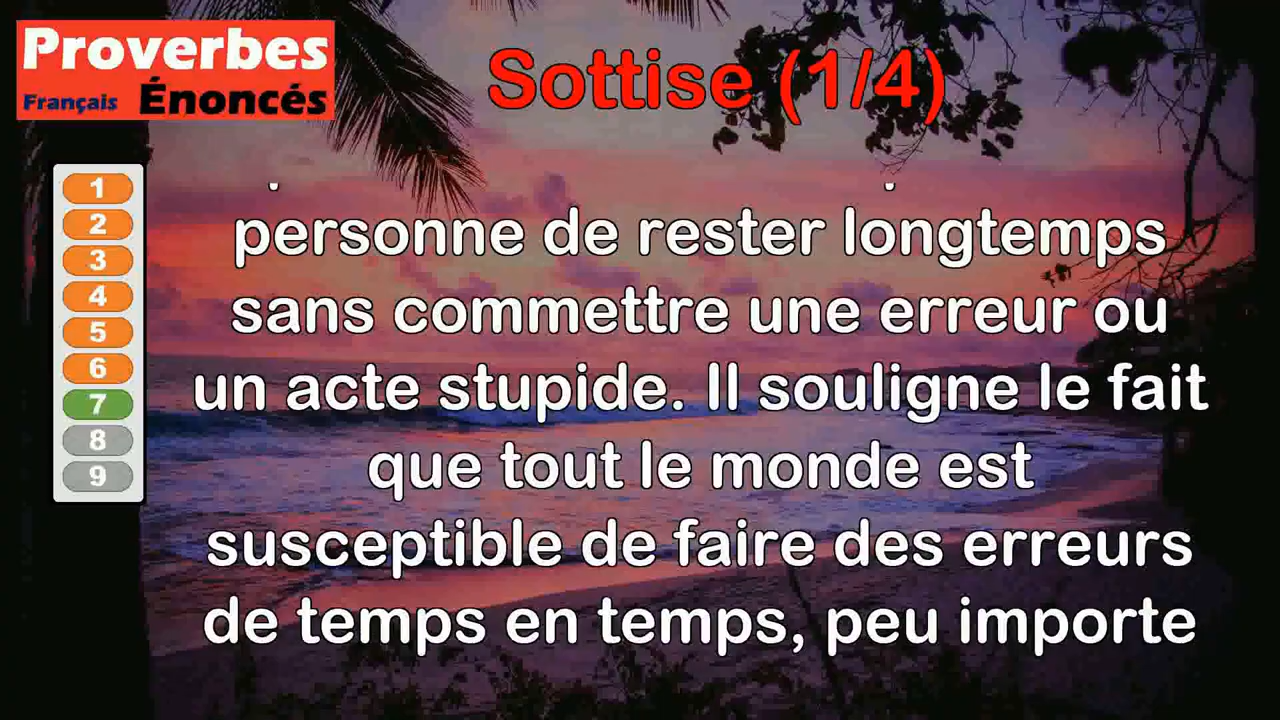 Proverbes
Français Énoncés
Sottise (1/4)
1
2
3
4
5
6
7
8
9
personne de rester longtemps
sans commettre une erreur ou
un acte stupide. Il souligne le fait
que tout le monde est
susceptible de faire des erreurs
de temps en temps, peu importe